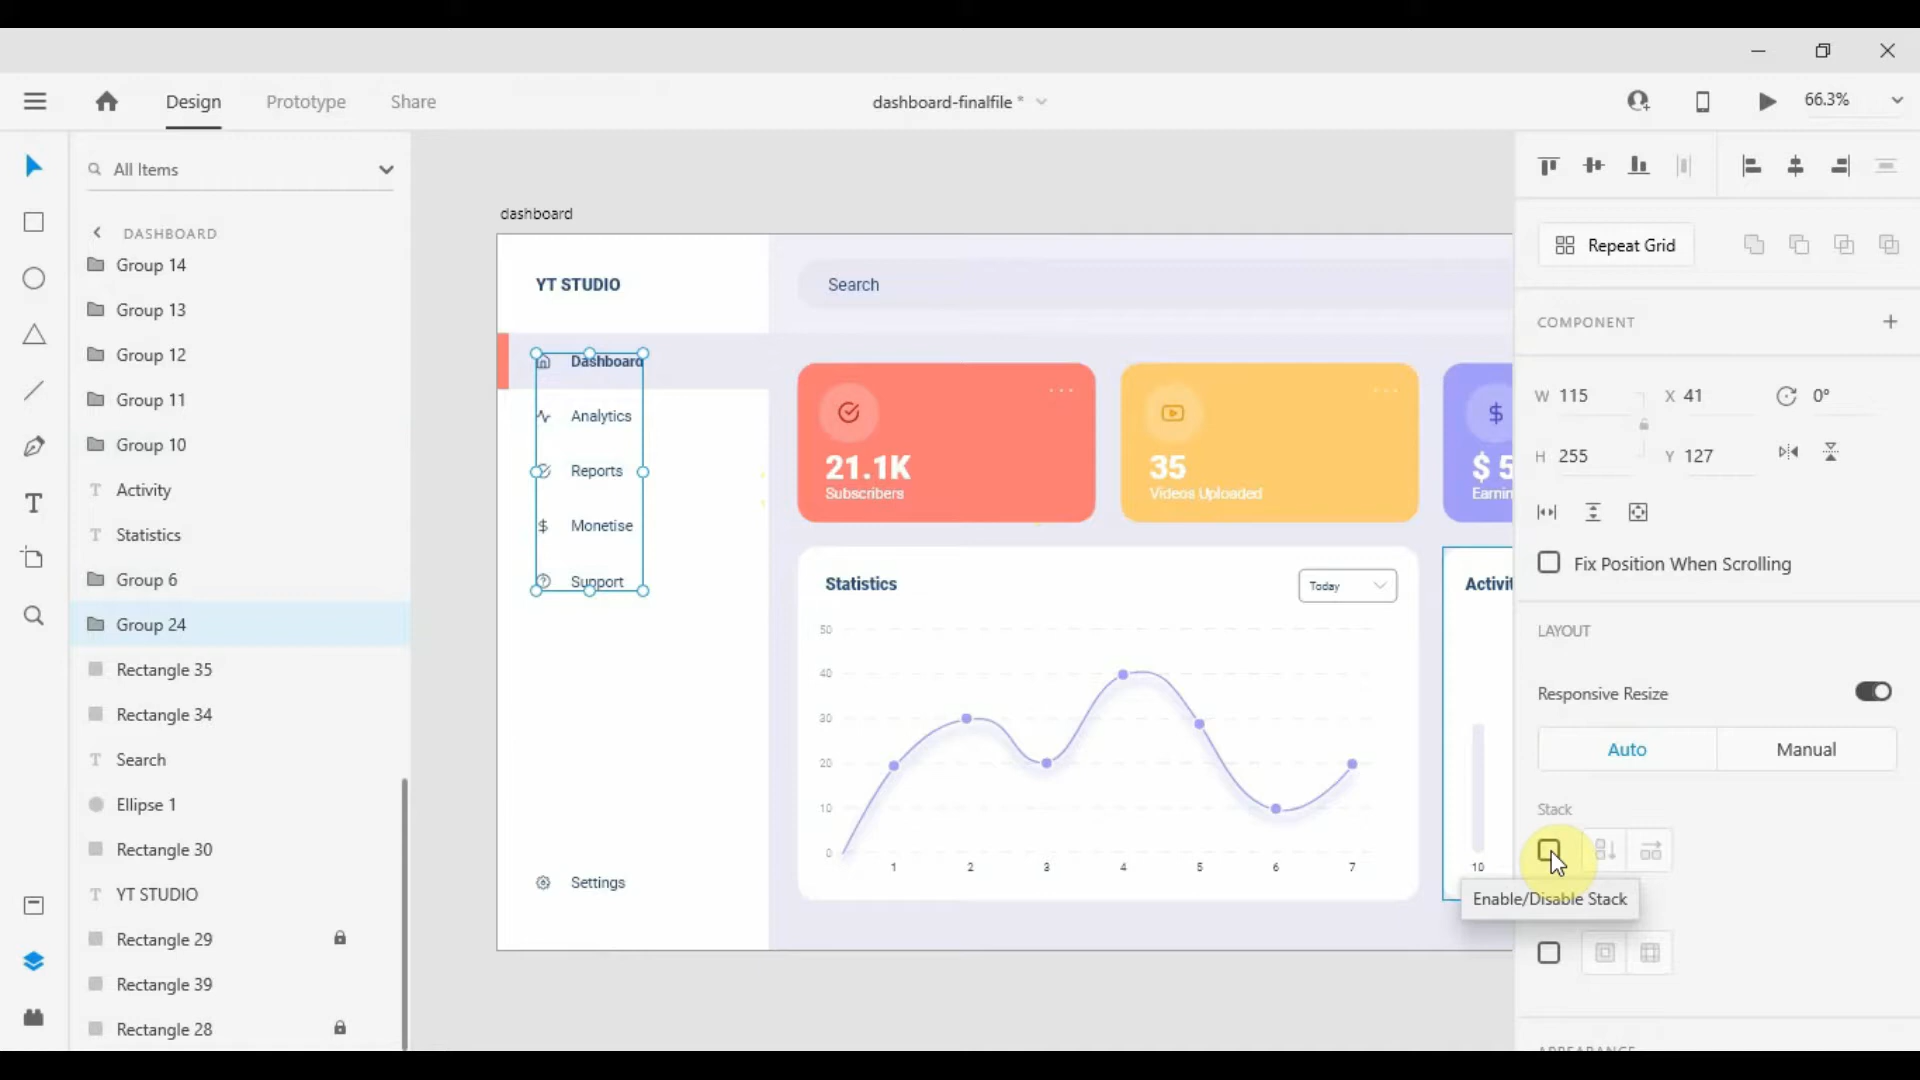 Design
Prototype
Share
dashboard-finalfile *
66.3%
All Items
DASHBOARD
Group 14
Group 13
Group 12
Group 11
Group 10
T Activity
T Statistics
Group 6
Group 24
Rectangle 35
Rectangle 34
T Search
Ellipse 1
Rectangle 30
T YT STUDIO
Rectangle 29
Rectangle 39
Rectangle 28
dashboard
YT STUDIO
Search
Dashboard
Analytics
Reports
$ Monetise
Support
Settings
21.1K
Subscribers
35
Videos Uploaded
$
$ 5
Earnin
Statistics
Today
50
40
30
20
10
0
1 2 3 4 5 6 7
Activit
10
Repeat Grid
COMPONENT
W 115 X 41 0°
H 255 Y 127
Fix Position When Scrolling
LAYOUT
Responsive Resize
Auto Manual
Stack
Enable/Disable Stack